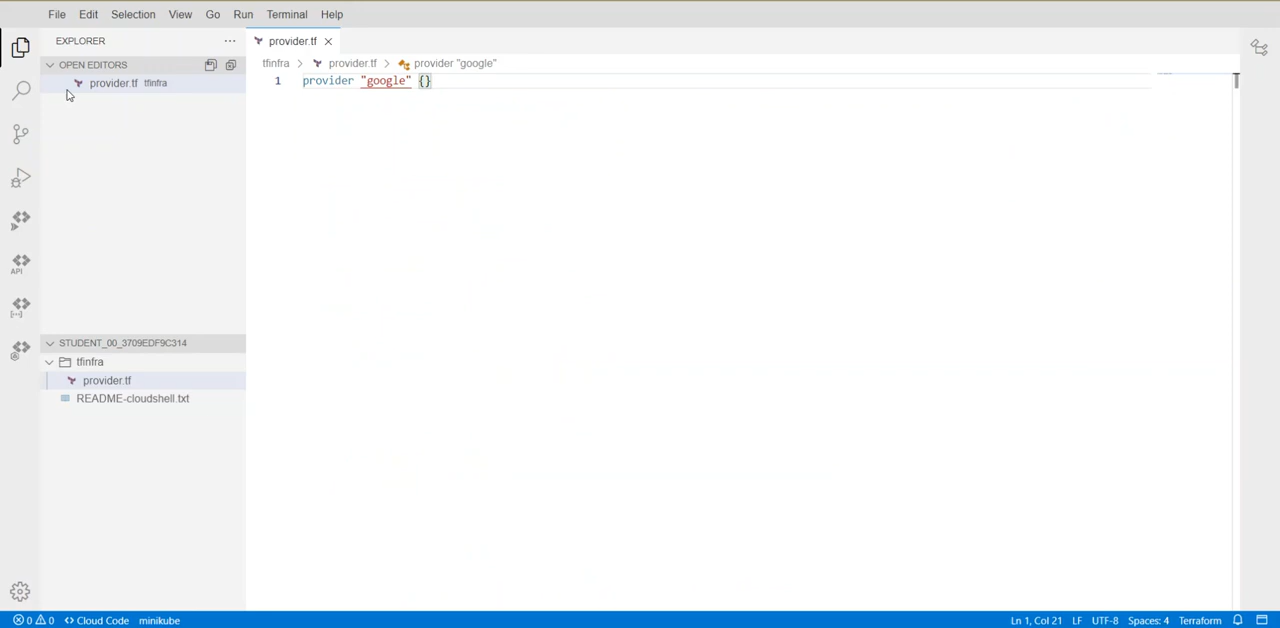 File Edit Selection View Go Run Terminal Help
EXPLORER
provider.tf
OPEN EDITORS
tfinfra provider.tf provider "google"
provider.tf tfinfra
1 provider "google" {}
API
STUDENT_00_3709EDF9C314
tfinfra
provider.tf
README-cloudshell.txt
0 0 Cloud Code minikube
Ln 1, Col 21 LF UTF-8 Spaces: 4 Terraform